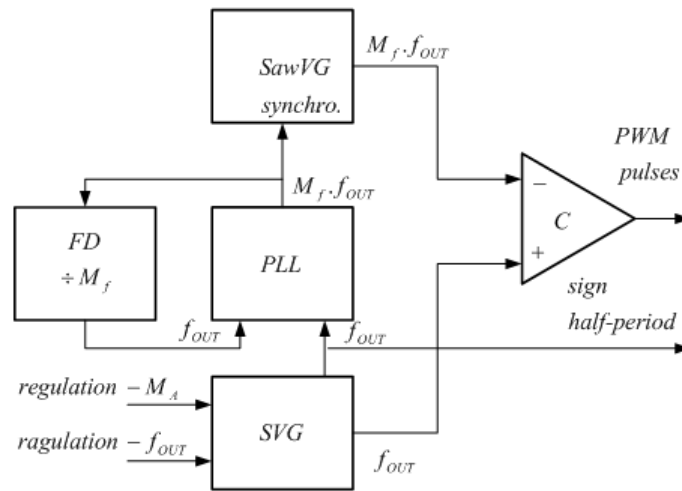 SawVG
synchro.
M_f.f_OUT
PWM
pulses
M_f.f_OUT
FD
÷ M_f
PLL
−
C
+
sign
half-period
f_OUT
f_OUT
regulation − M_A
ragulation − f_OUT
SVG
f_OUT